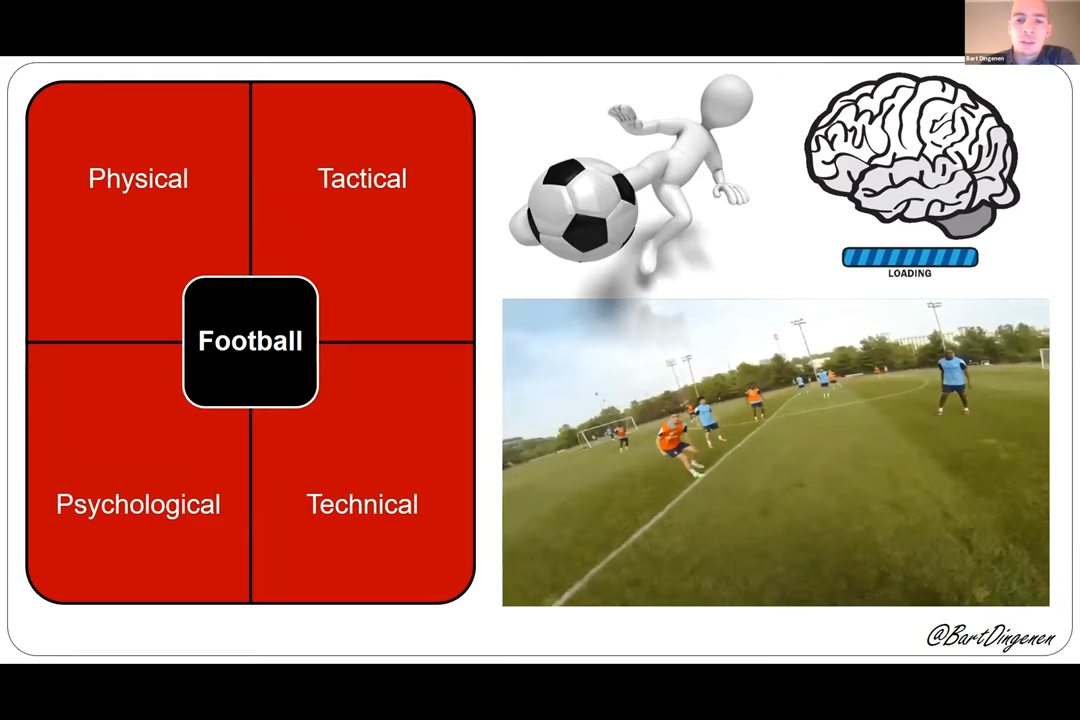 Bart Dingenen
Physical
Tactical
Football
Psychological
Technical
LOADING
@BartDingenen